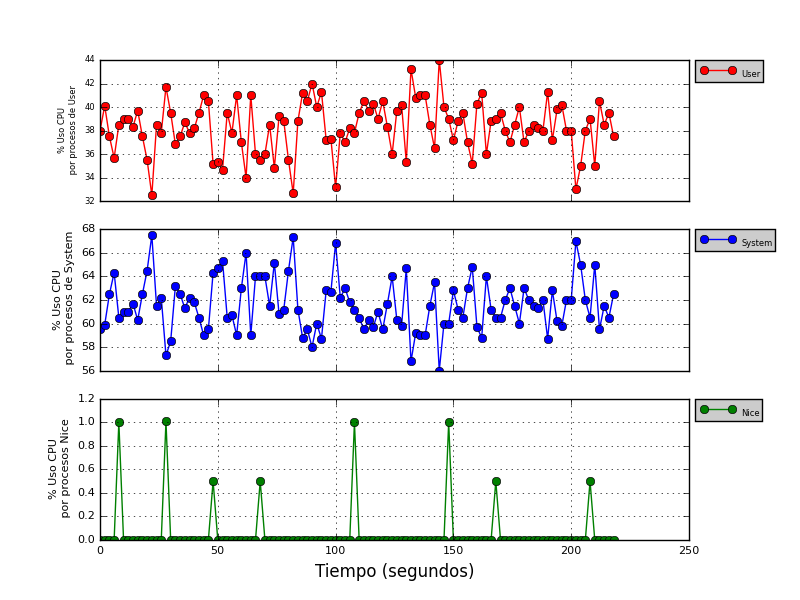 44
42
40
38
36
34
32
% Uso CPU
por procesos de User
User
68
66
64
62
60
58
56
% Uso CPU
por procesos de System
System
1.2
1.0
0.8
0.6
0.4
0.2
0.0
% Uso CPU
por procesos Nice
Nice
0 50 100 150 200 250
Tiempo (segundos)